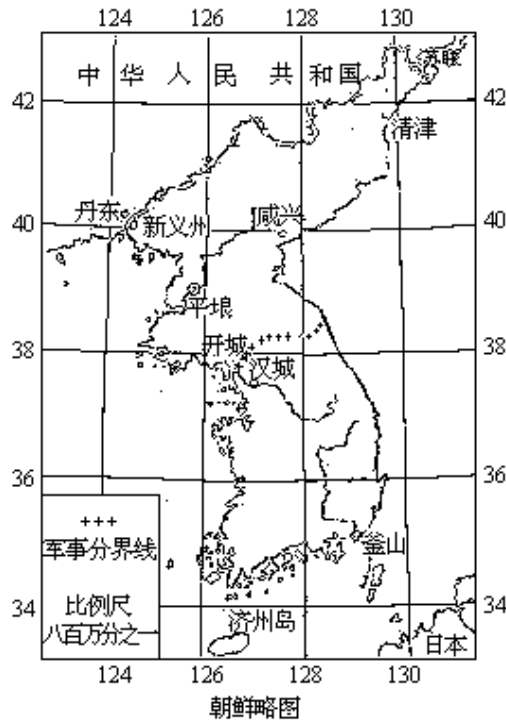 124 126 128 130
中华人民共和国
苏联
42 42
清津
丹东
新义州
咸兴
40 40
平埌
开城
38 38
汉城
36 36
+++
军事分界线
釜山
比例尺
八百万分之一
34 34
济州岛
日本
124 126 128 130
朝鲜略图